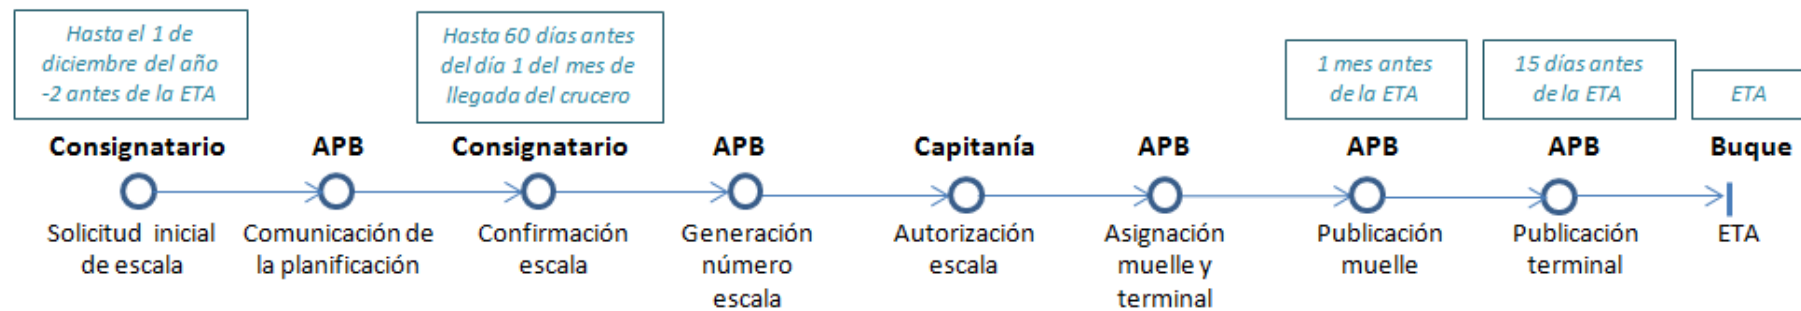 Hasta el 1 de
diciembre del año
-2 antes de la ETA
Hasta 60 días antes
del día 1 del mes de
llegada del crucero
1 mes antes
de la ETA
15 días antes
de la ETA
ETA
Consignatario
APB
Consignatario
APB
Capitanía
APB
APB
APB
Buque
Solicitud inicial
de escala
Comunicación de
la planificación
Confirmación
escala
Generación
número
escala
Autorización
escala
Asignación
muelle y
terminal
Publicación
muelle
Publicación
terminal
ETA